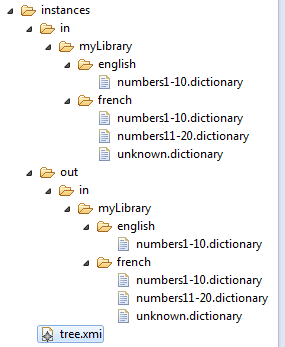 instances
in
myLibrary
english
numbers1-10.dictionary
french
numbers1-10.dictionary
numbers11-20.dictionary
unknown.dictionary
out
in
myLibrary
english
numbers1-10.dictionary
french
numbers1-10.dictionary
numbers11-20.dictionary
unknown.dictionary
tree.xmi